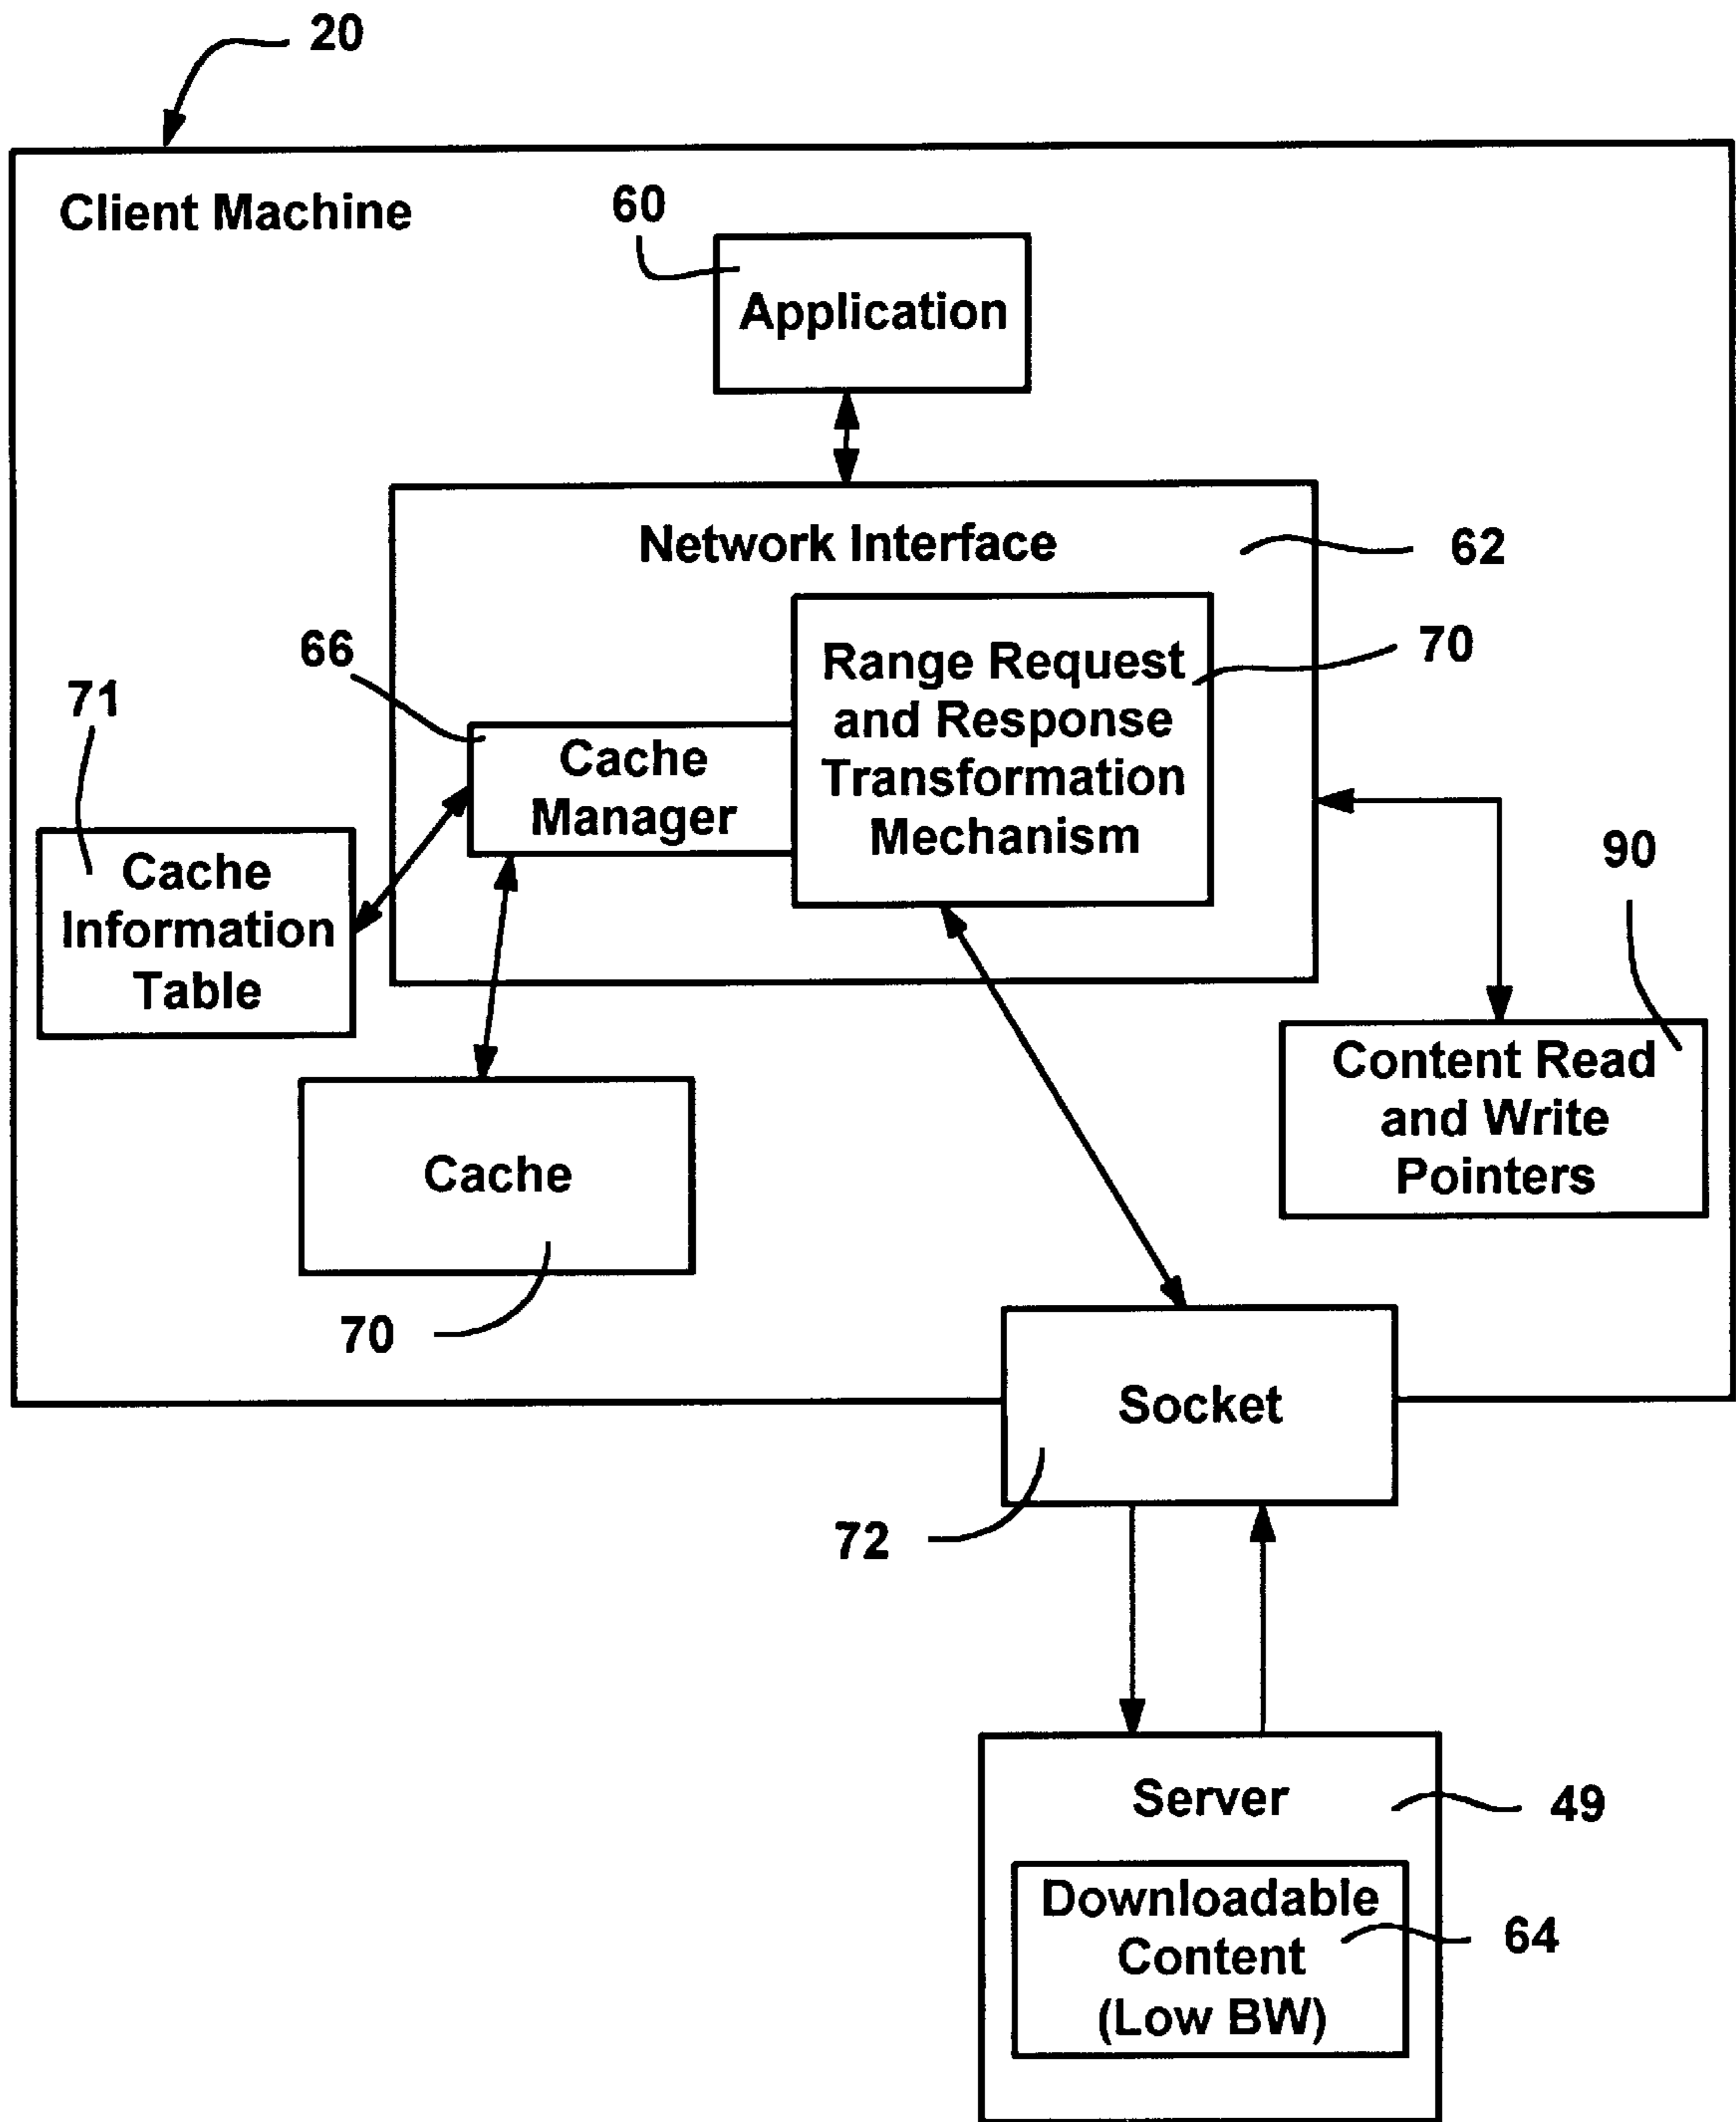 20
Client Machine
60
Application
Network Interface
62
66
Range Request
and Response
Transformation
Mechanism
70
71
Cache
Manager
Cache
Information
Table
90
Content Read
and Write
Pointers
Cache
70
Socket
72
Server
49
Downloadable
Content
(Low BW)
64